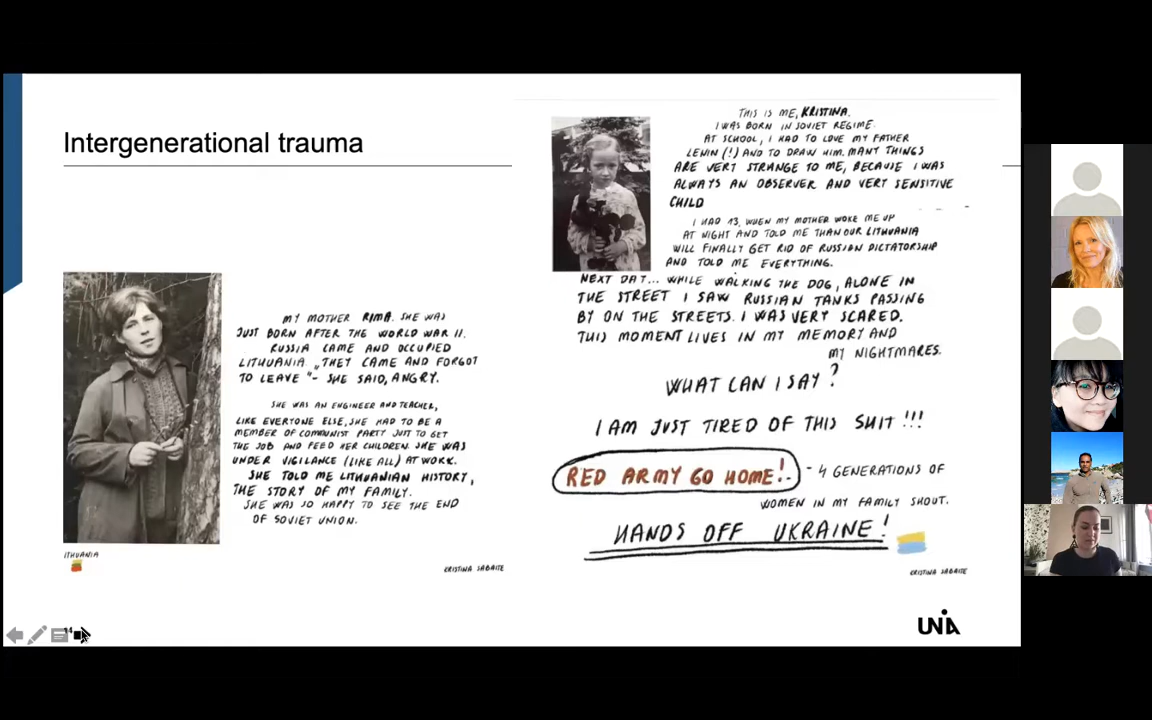 Intergenerational trauma
MY MOTHER RIMA. SHE WAS
JUST BORN AFTER THE WORLD WAR II.
RUSSIA CAME AND OCCUPIED
LITHUANIA „THEY CAME AND FORGOT
TO LEAVE"- SHE SAID, ANGRY.
SHE WAS AN ENGINEER AND TEACHER,
LIKE EVERYONE ELSE, SHE HAD TO BE A
MEMBER OF COMMUNIST PARTY JUST TO GET
THE JOB AND FEED HER CHILDREN. SHE WAS
UNDER VIGILANCE (LIKE ALL) AT WORK.
SHE TOLD ME LITHUANIAN HISTORY,
THE STORY OF MY FAMILY.
SHE WAS SO HAPPY TO SEE THE END
OF SOVIET UNION.
ITHUANIA
CRISTINA SABAITE
THIS IS ME, KRISTINA.
I WAS BORN IN SOVIET REGIME.
AT SCHOOL, I HAD TO LOVE MY FATHER
LENIN (!) AND TO DRAW HIM. MANY THINGS
ARE VERY STRANGE TO ME, BECAUSE I WAS
ALWAYS AN OBSERVER AND VERY SENSITIVE
CHILD
I HAD 13, WHEN MY MOTHER WOKE ME UP
AT NIGHT AND TOLD ME THAN OUR LITHUANIA
WILL FINALLY GET RID OF RUSSIAN DICTATORSHIP
AND TOLD ME EVERYTHING.
NEXT DAY... WHILE WALKING THE DOG, ALONE IN
THE STREET I SAW RUSSIAN TANKS PASSING
BY ON THE STREETS. I WAS VERY SCARED.
THIS MOMENT LIVES IN MY MEMORY AND
MY NIGHTMARES.
WHAT CAN I SAY?
I AM JUST TIRED OF THIS SHIT!!!
RED ARMY GO HOME! - 4 GENERATIONS OF
WOMEN IN MY FAMILY SHOUT.
HANDS OFF UKRAINE!
CRISTINA SABAITE
14
UNIA